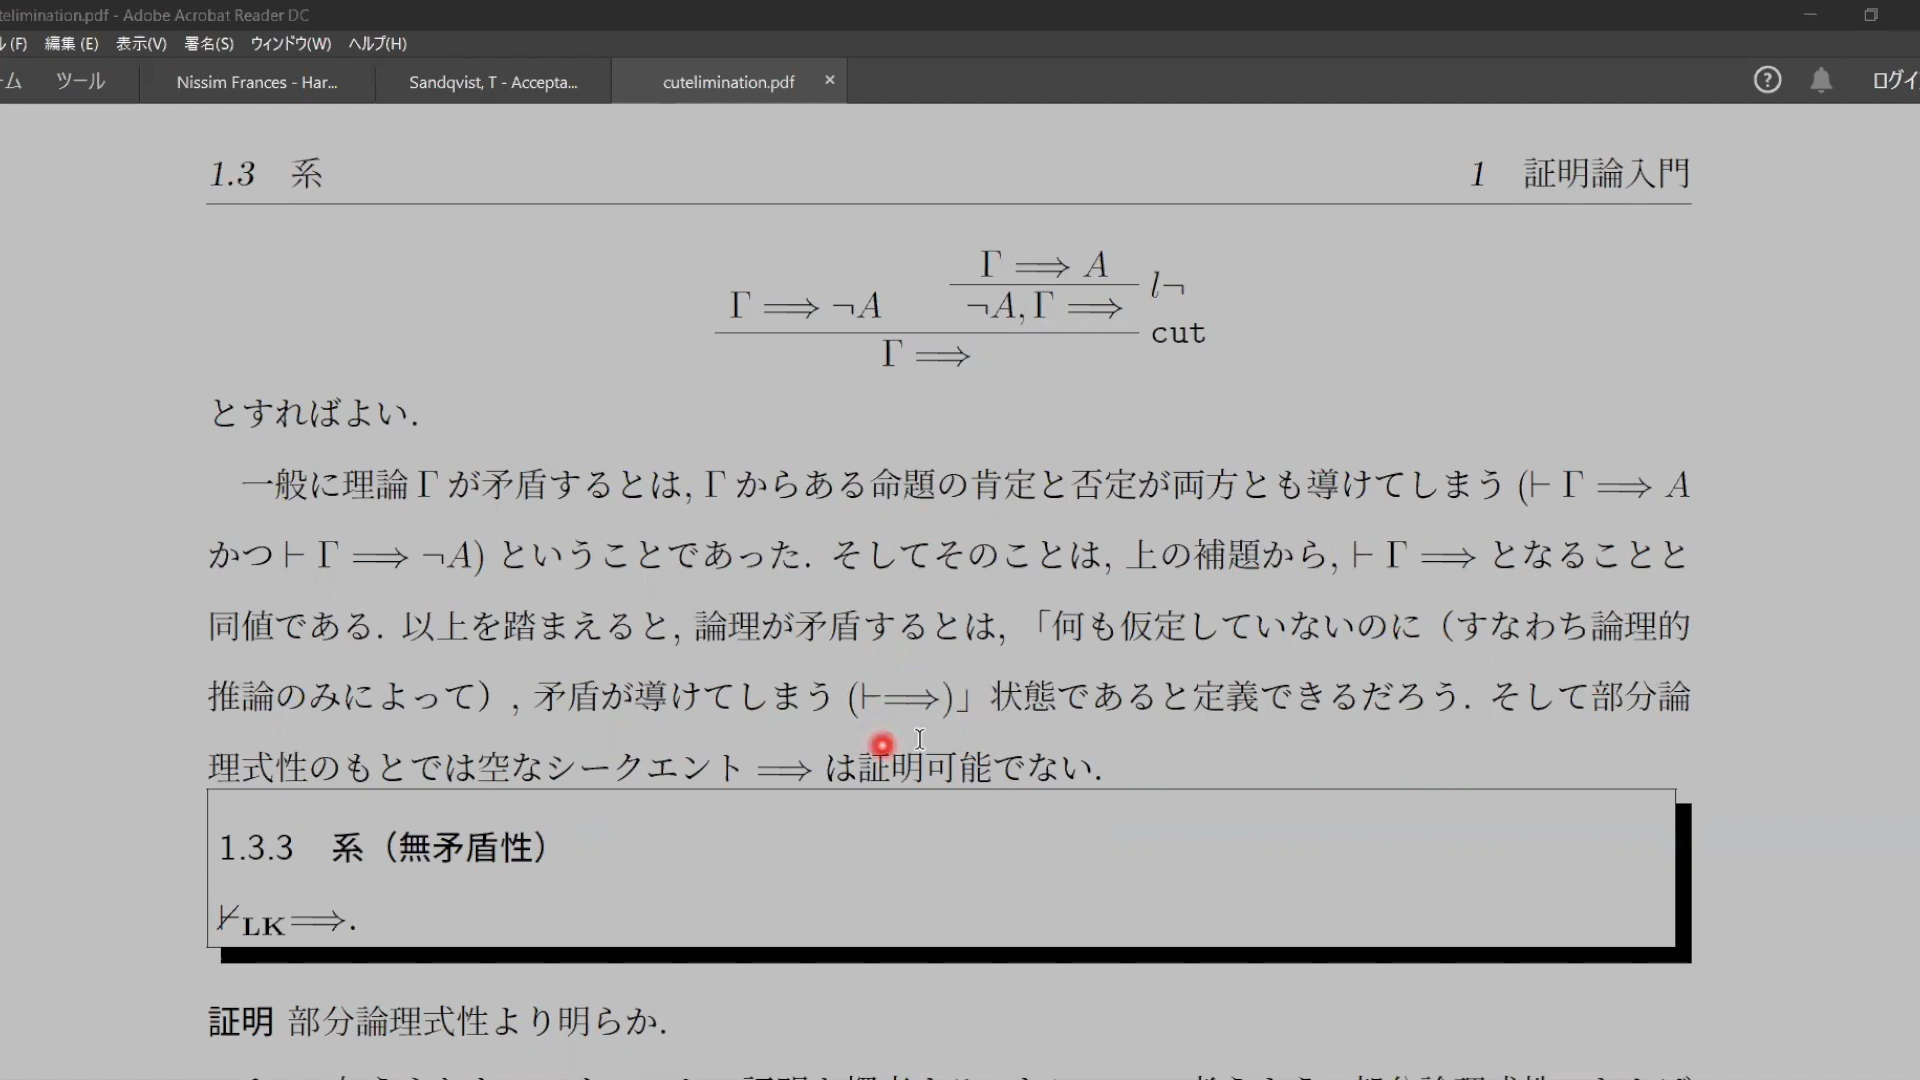 telimination.pdf - Adobe Acrobat Reader DC
(F) 編集 (E) 表示(V) 署名(S) ウィンドウ(W) ヘルプ(H)
ーム ツール Nissim Frances - Har... Sandqvist, T - Accepta... cutelimination.pdf × ? ログイ
1.3 系 1 証明論入門
Γ ⟹ A
l¬
Γ ⟹ ¬A ¬A, Γ ⟹
cut
Γ ⟹
とすればよい.
一般に理論 Γ が矛盾するとは, Γ からある命題の肯定と否定が両方とも導けてしまう (⊢ Γ ⟹ A
かつ ⊢ Γ ⟹ ¬A) ということであった. そしてそのことは, 上の補題から, ⊢ Γ ⟹ となることと
同値である. 以上を踏まえると, 論理が矛盾するとは, 「何も仮定していないのに（すなわち論理的
推論のみによって）, 矛盾が導けてしまう (⊢⟹)」状態であると定義できるだろう. そして部分論
理式性のもとでは空なシークエント ⟹ は証明可能でない.
1.3.3 系（無矛盾性）
⊬LK⟹.
証明 部分論理式性より明らか.